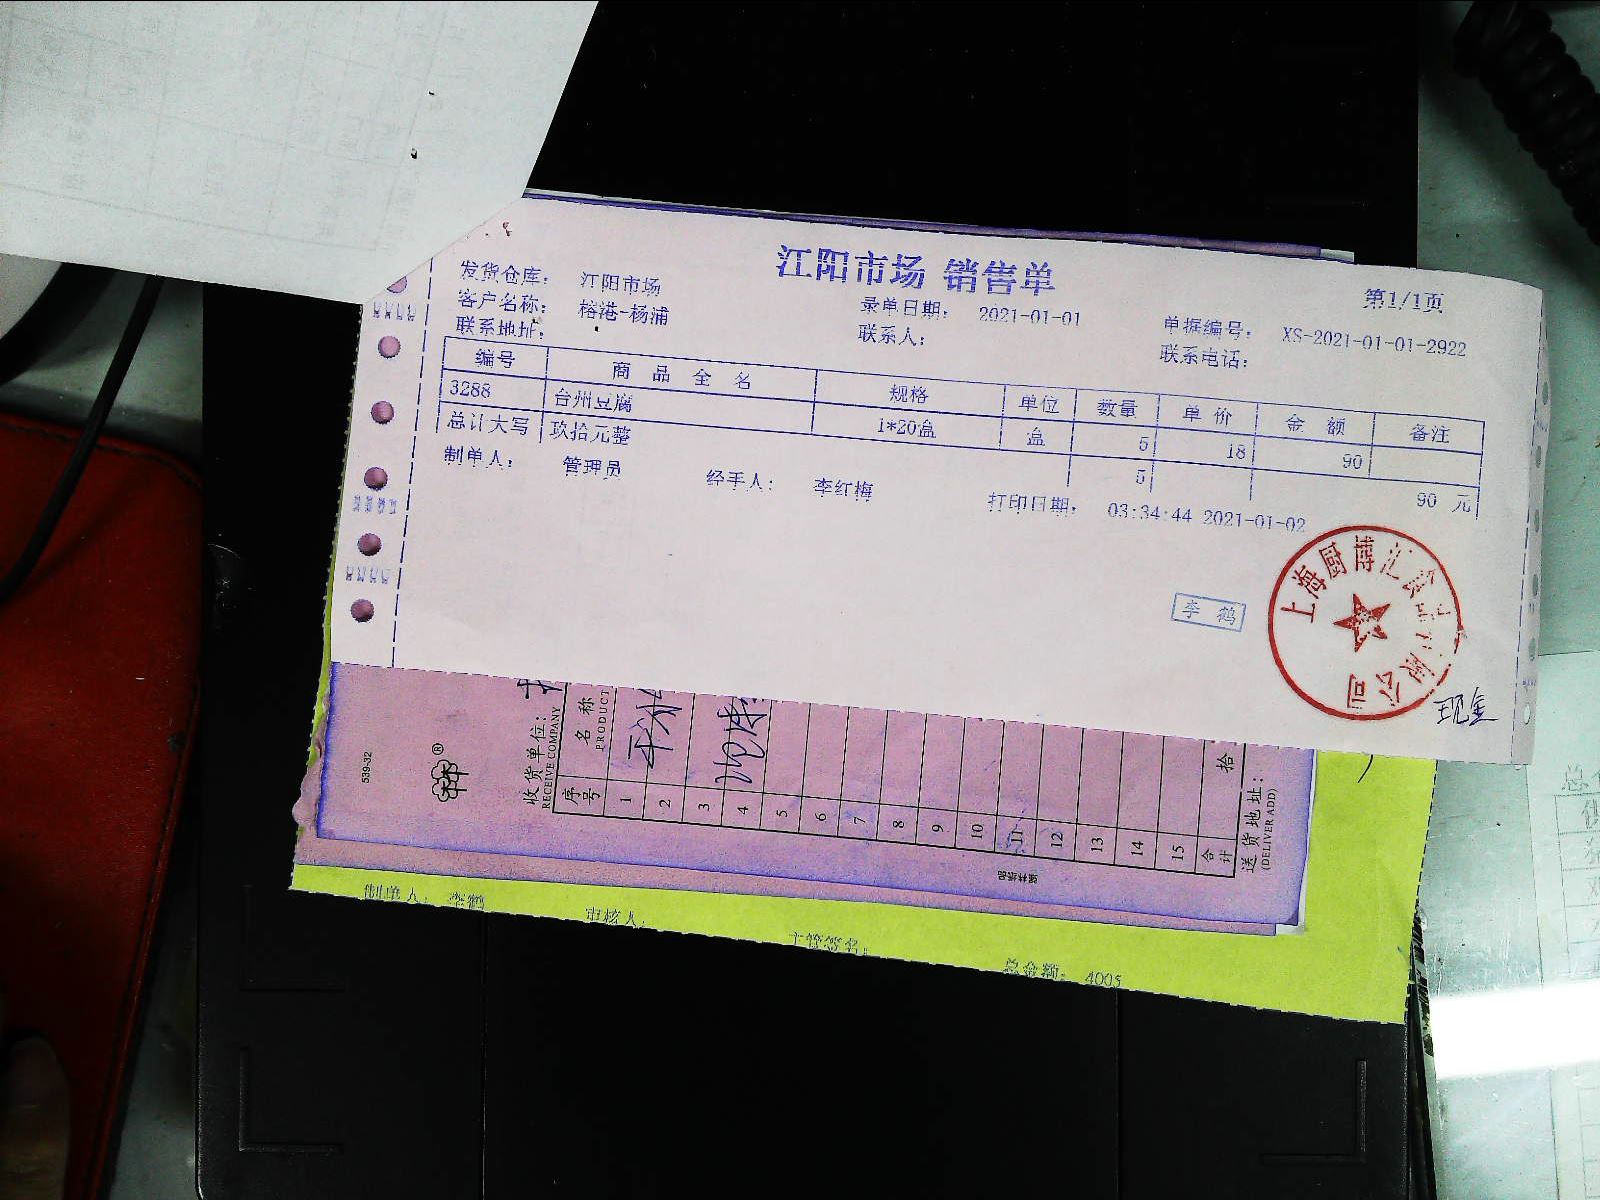 江阳市场 销售单
第1/1页
发货仓库: 江阳市场
客户名称: 榕港-杨浦 录单日期: 2021-01-01 单据编号: XS-2021-01-01-2922
联系地址: 联系人: 联系电话:
编号 商品全名 规格 单位 数量 单价 金额 备注
3288 台州豆腐 1*20盒 盒 5 18 90
总计大写 玖拾元整 5 90 元
制单人: 管理员 经手人: 李红梅 打印日期: 03:34:44 2021-01-02
李 鹤
上海厨博汇食品有限公司
539-32
收货单位:
RECEIVE COMPANY
序号 名称
PRODUCT
1
2
3
4
5
6
7
8
9
10
11
12
13
14
15
合计 拾
送货地址:
(DELIVER ADD)
制单人: 李鹤 审核人: 主管签名: 总金额: 4005